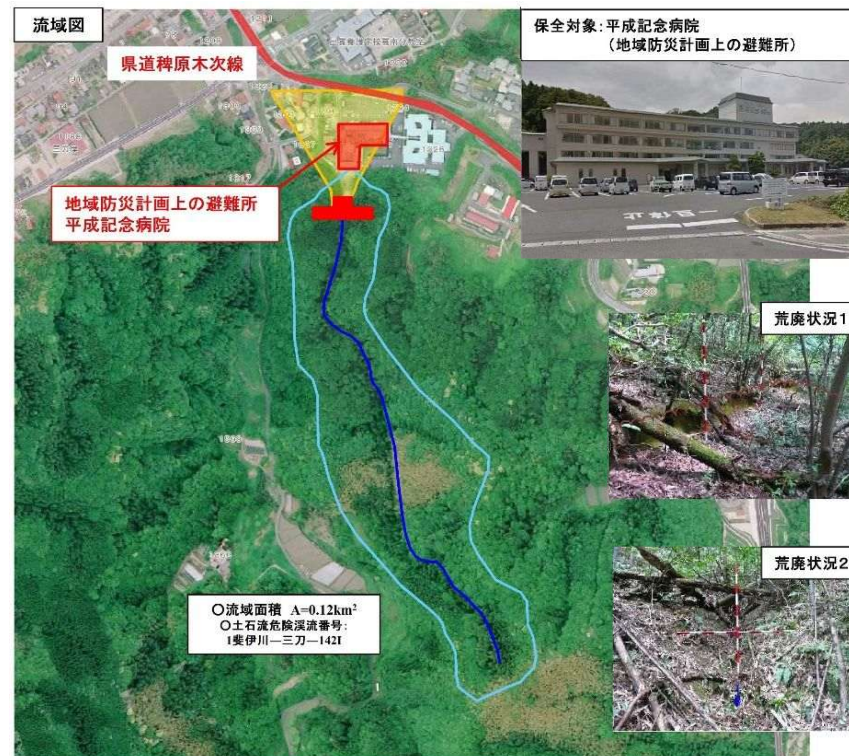 流域図
県道稗原木次線
地域防災計画上の避難所
平成記念病院
保全対象:平成記念病院
(地域防災計画上の避難所)
荒廃状況1
荒廃状況2
○流域面積 A=0.12km²
○土石流危険渓流番号:
1斐伊川―三刀―142I